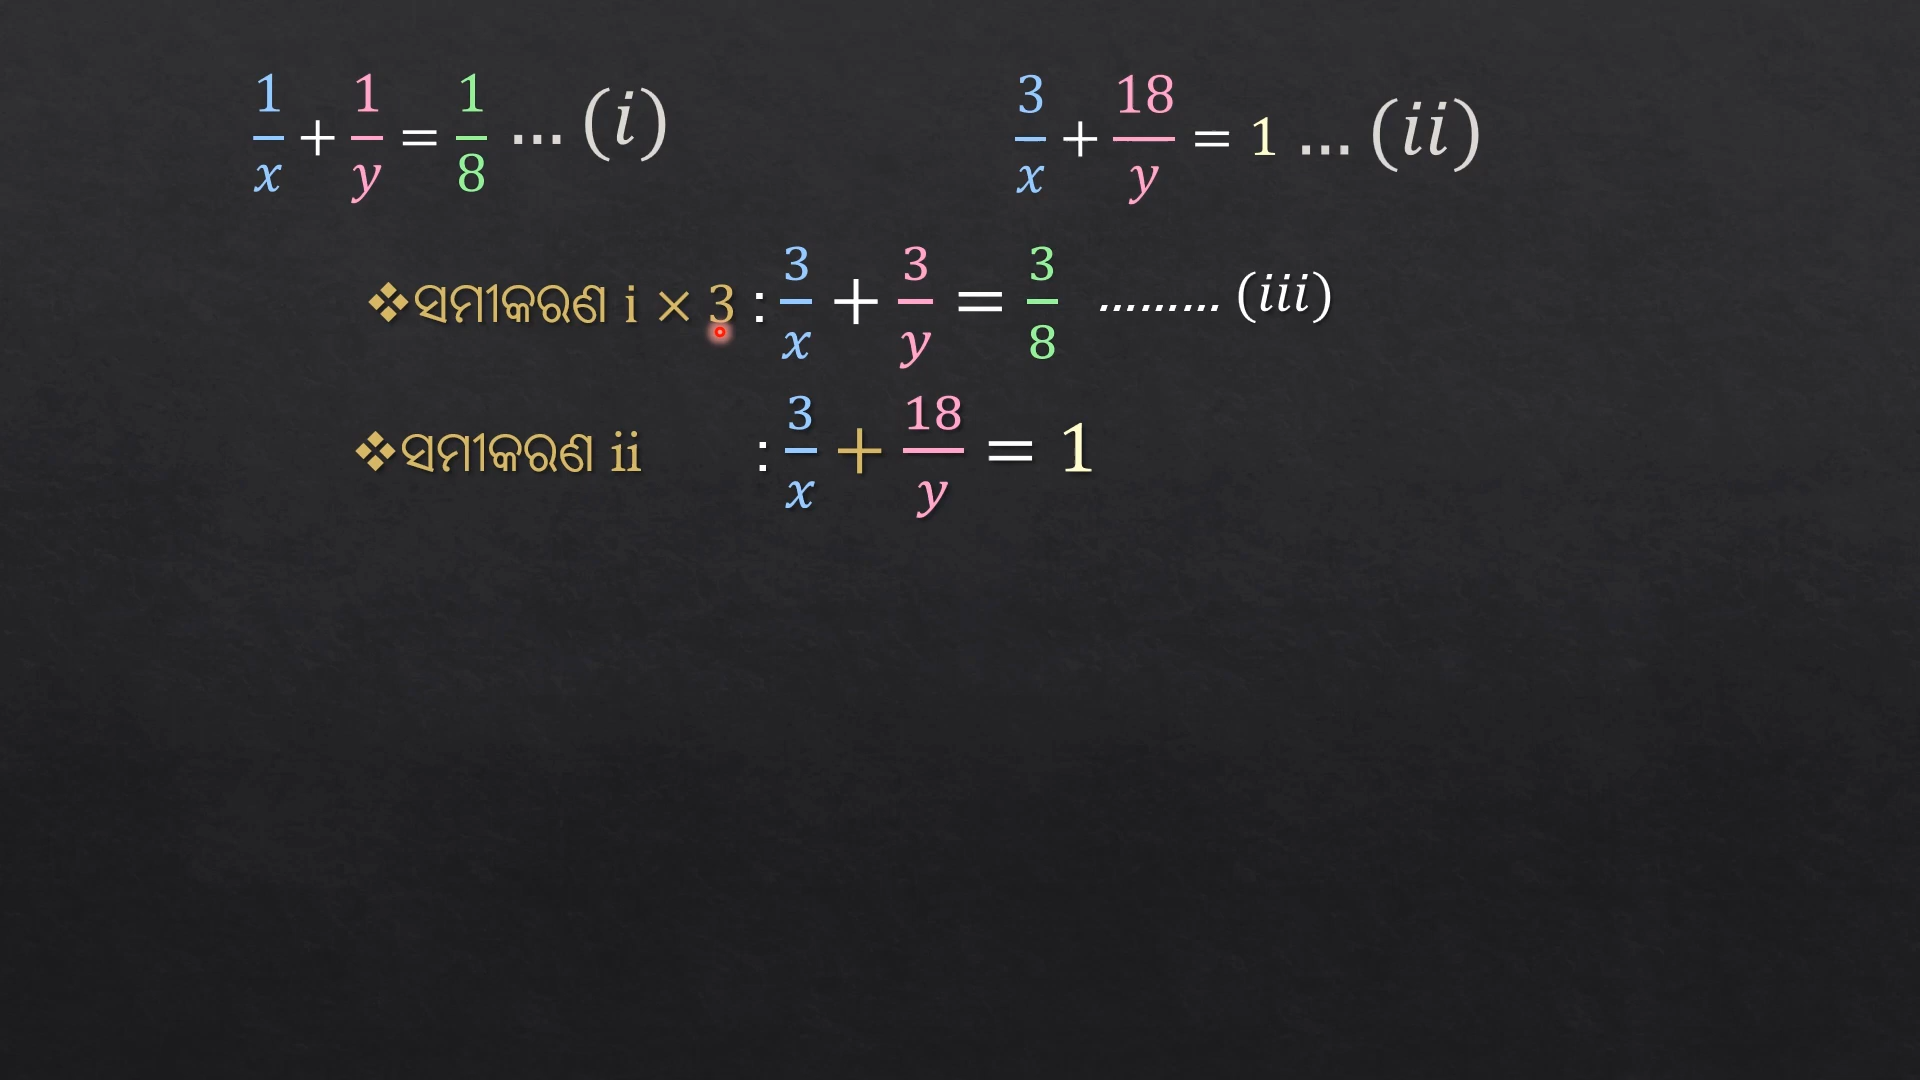 1/x + 1/y = 1/8 ... (i)
3/x + 18/y = 1 ... (ii)
❖ସମୀକରଣ i × 3 : 3/x + 3/y = 3/8 ......... (iii)
❖ସମୀକରଣ ii : 3/x + 18/y = 1